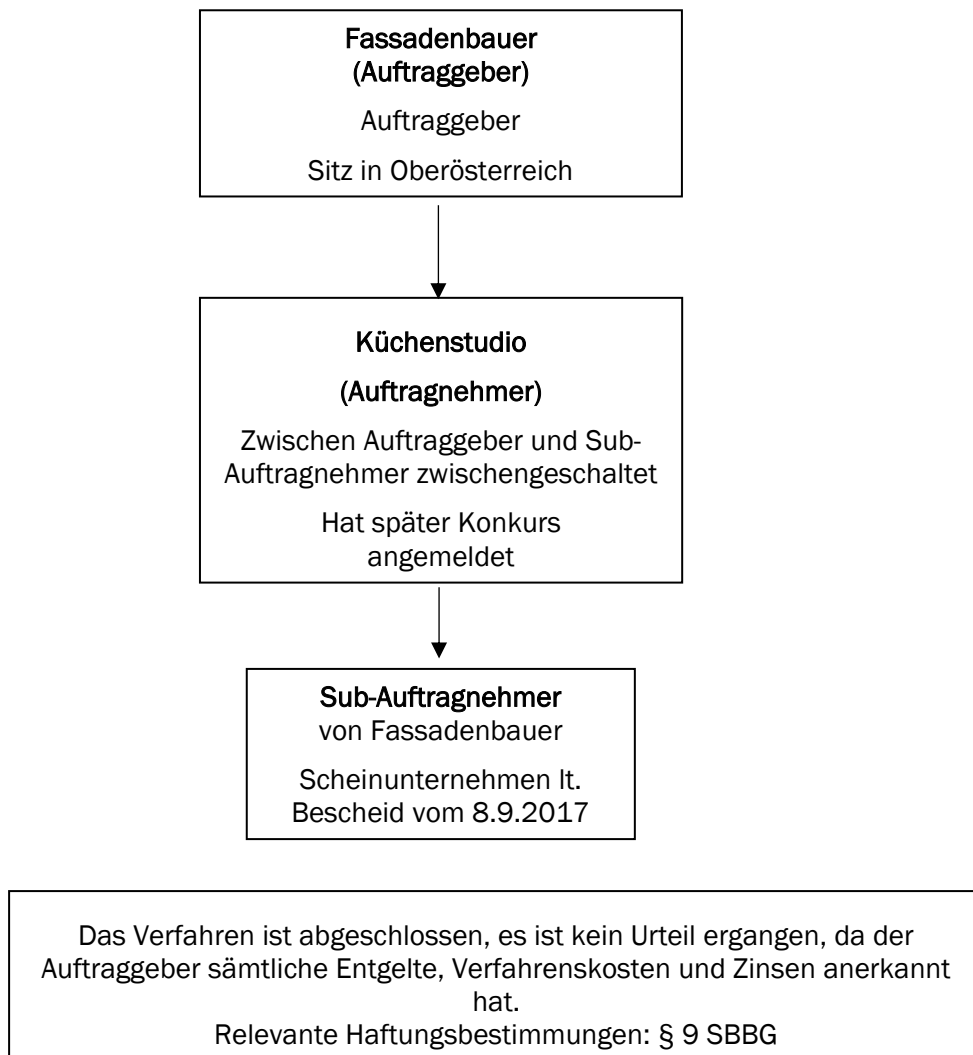 Fassadenbauer
(Auftraggeber)
Auftraggeber
Sitz in Oberösterreich
Küchenstudio
(Auftragnehmer)
Zwischen Auftraggeber und Sub-
Auftragnehmer zwischengeschaltet
Hat später Konkurs
angemeldet
Sub-Auftragnehmer
von Fassadenbauer
Scheinunternehmen lt.
Bescheid vom 8.9.2017
Das Verfahren ist abgeschlossen, es ist kein Urteil ergangen, da der
Auftraggeber sämtliche Entgelte, Verfahrenskosten und Zinsen anerkannt
hat.
Relevante Haftungsbestimmungen: § 9 SBBG